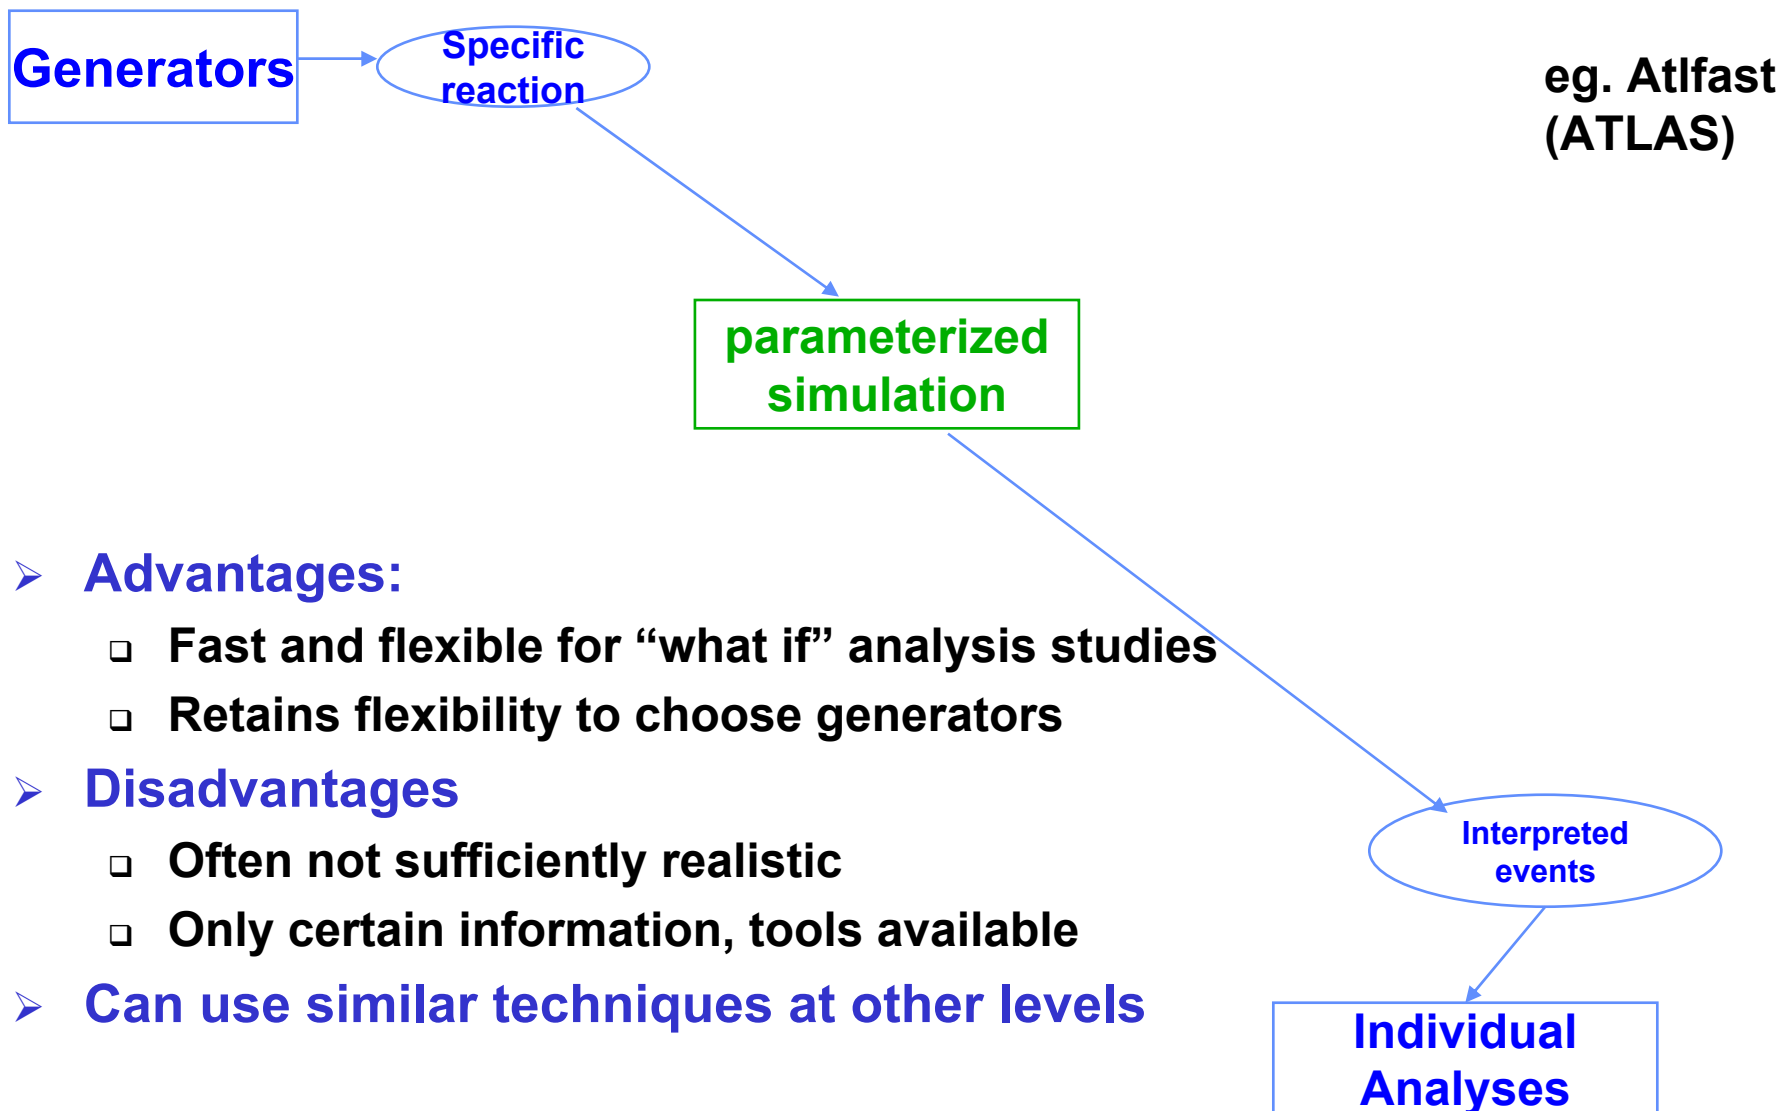 Generators
Specific
reaction
eg. Atlfast
(ATLAS)
parameterized
simulation
➢ Advantages:
❑ Fast and flexible for “what if” analysis studies
❑ Retains flexibility to choose generators
➢ Disadvantages
❑ Often not sufficiently realistic
❑ Only certain information, tools available
➢ Can use similar techniques at other levels
Interpreted
events
Individual
Analyses